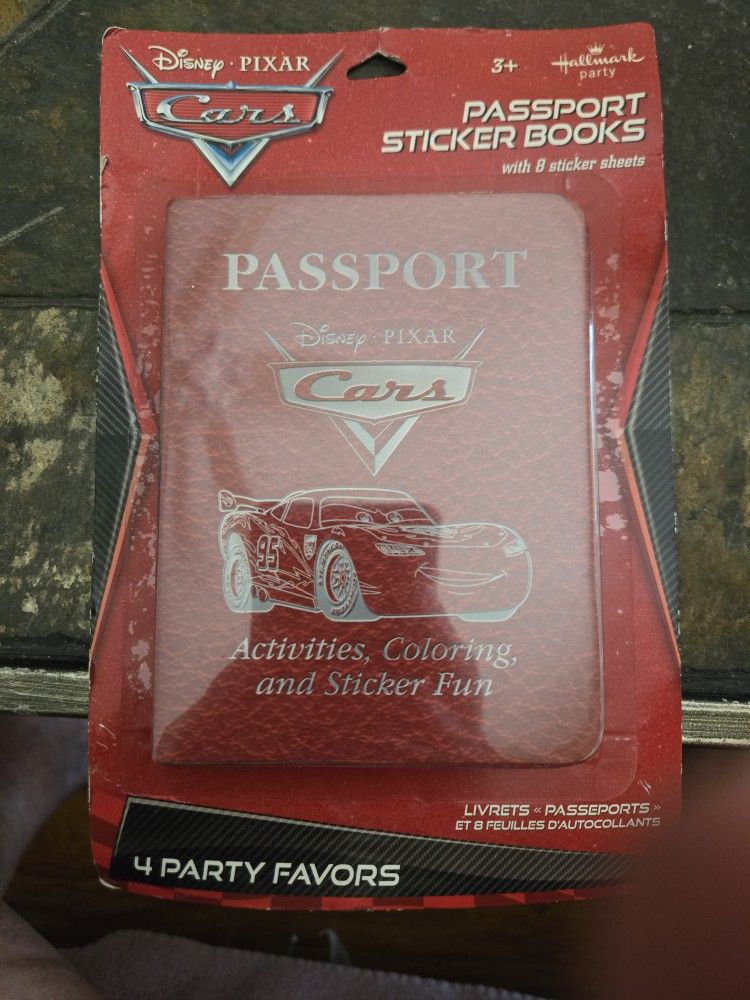 Disney · PIXAR
Cars
3+
Hallmark
party
PASSPORT
STICKER BOOKS
with 8 sticker sheets
PASSPORT
Disney · PIXAR
Cars
95
Activities, Coloring,
and Sticker Fun
LIVRETS « PASSEPORTS »
ET 8 FEUILLES D'AUTOCOLLANTS
4 PARTY FAVORS